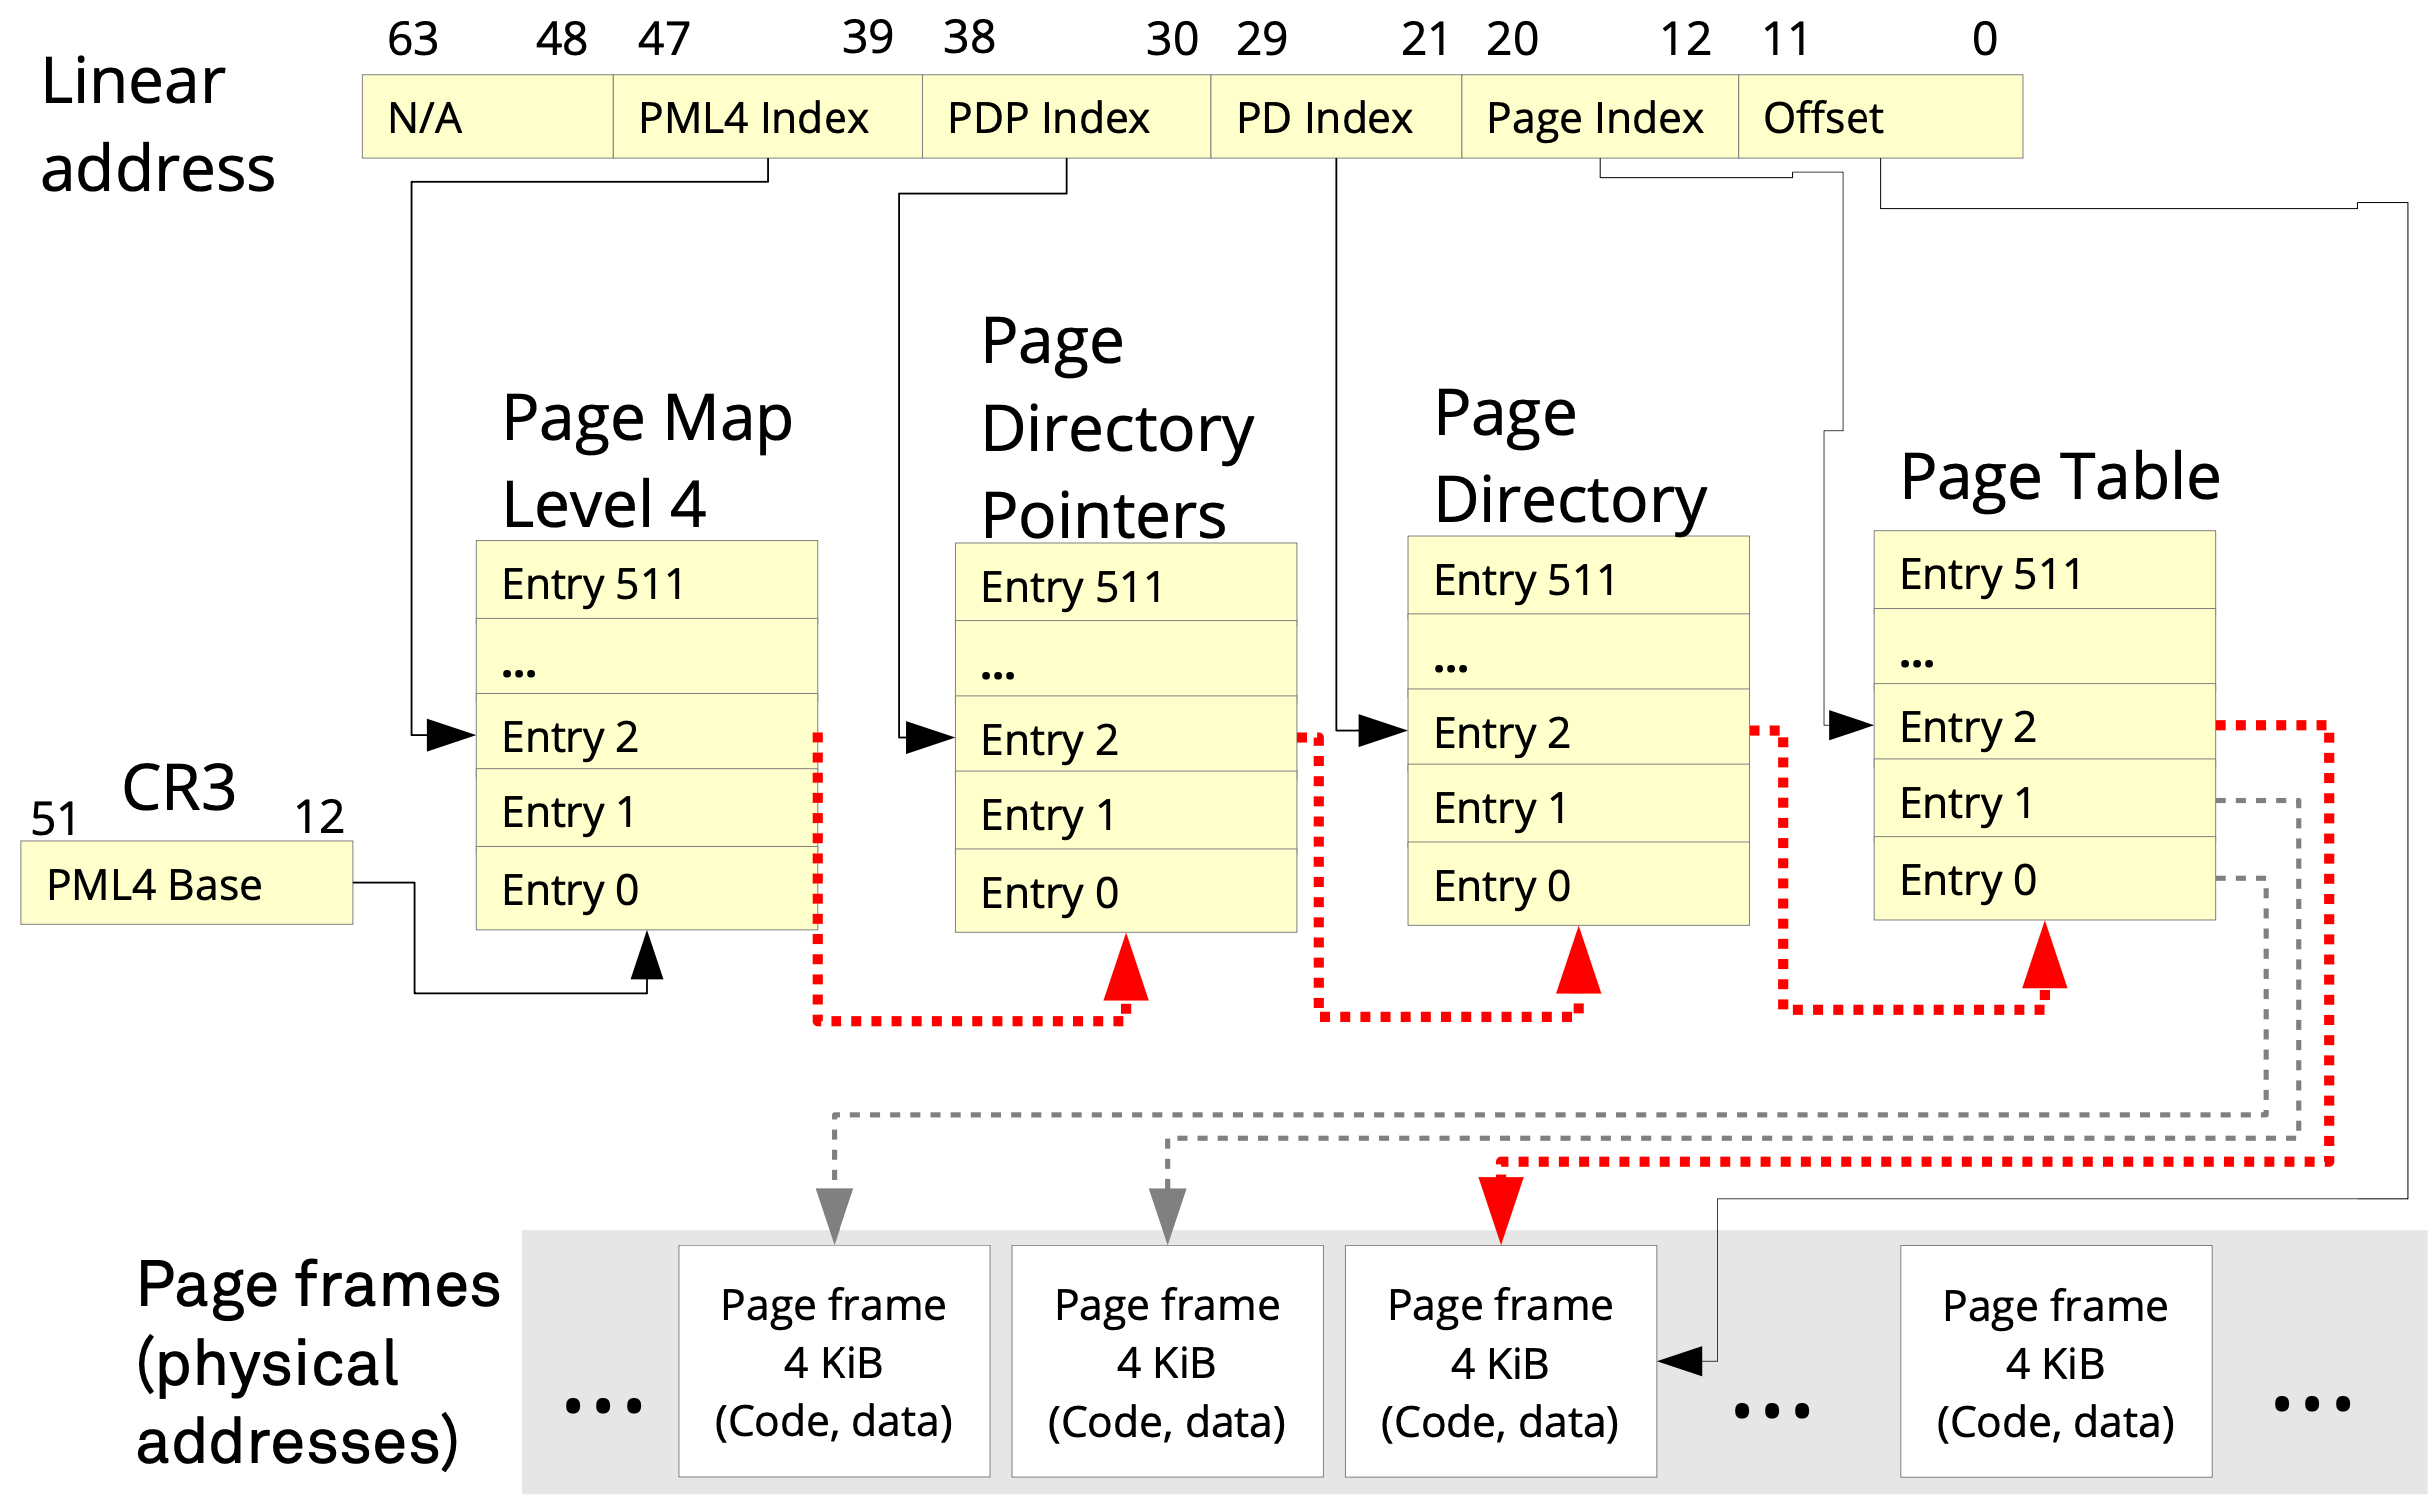 63 48 47 39 38 30 29 21 20 12 11 0
Linear
address
N/A PML4 Index PDP Index PD Index Page Index Offset
Page Map
Level 4
Entry 511
...
Entry 2
Entry 1
Entry 0
Page
Directory
Pointers
Entry 511
...
Entry 2
Entry 1
Entry 0
Page
Directory
Entry 511
...
Entry 2
Entry 1
Entry 0
Page Table
Entry 511
...
Entry 2
Entry 1
Entry 0
CR3
51 12
PML4 Base
Page frames
(physical
addresses)
...
Page frame
4 KiB
(Code, data)
Page frame
4 KiB
(Code, data)
Page frame
4 KiB
(Code, data)
...
Page frame
4 KiB
(Code, data)
...